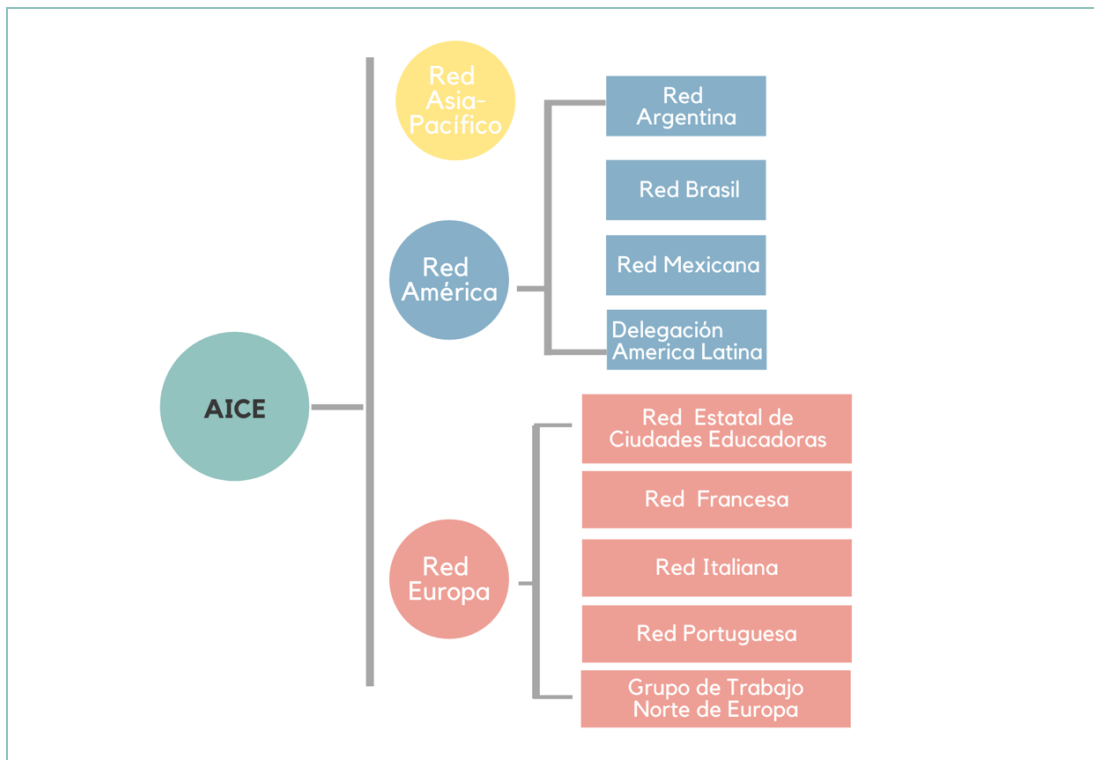 AICE
Red
Asia-
Pacífico
Red
América
Red
Argentina
Red Brasil
Red Mexicana
Delegación
America Latina
Red
Europa
Red Estatal de
Ciudades Educadoras
Red Francesa
Red Italiana
Red Portuguesa
Grupo de Trabajo
Norte de Europa